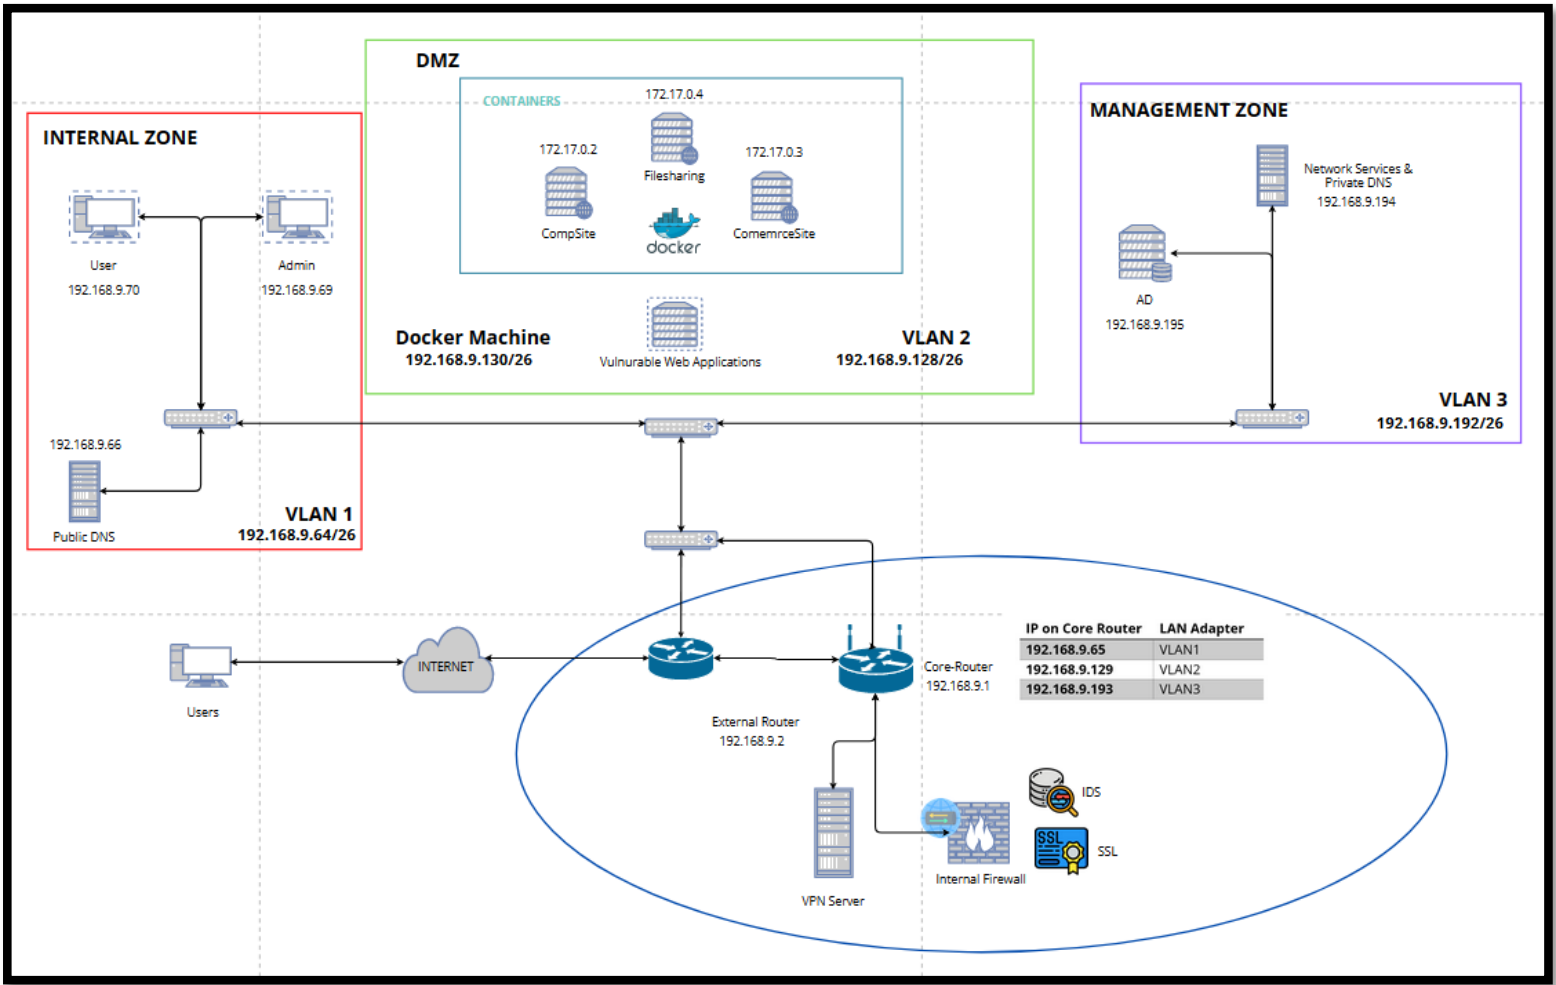 DMZ
CONTAINERS
172.17.0.4
Filesharing
172.17.0.2
CompSite
172.17.0.3
ComemrceSite
docker
Docker Machine
192.168.9.130/26
Vulnurable Web Applications
VLAN 2
192.168.9.128/26
INTERNAL ZONE
User
192.168.9.70
Admin
192.168.9.69
192.168.9.66
Public DNS
VLAN 1
192.168.9.64/26
MANAGEMENT ZONE
Network Services &
Private DNS
192.168.9.194
AD
192.168.9.195
VLAN 3
192.168.9.192/26
Users
INTERNET
External Router
192.168.9.2
Core-Router
192.168.9.1
IP on Core Router LAN Adapter
192.168.9.65 VLAN1
192.168.9.129 VLAN2
192.168.9.193 VLAN3
VPN Server
Internal Firewall
IDS
SSL
SSL